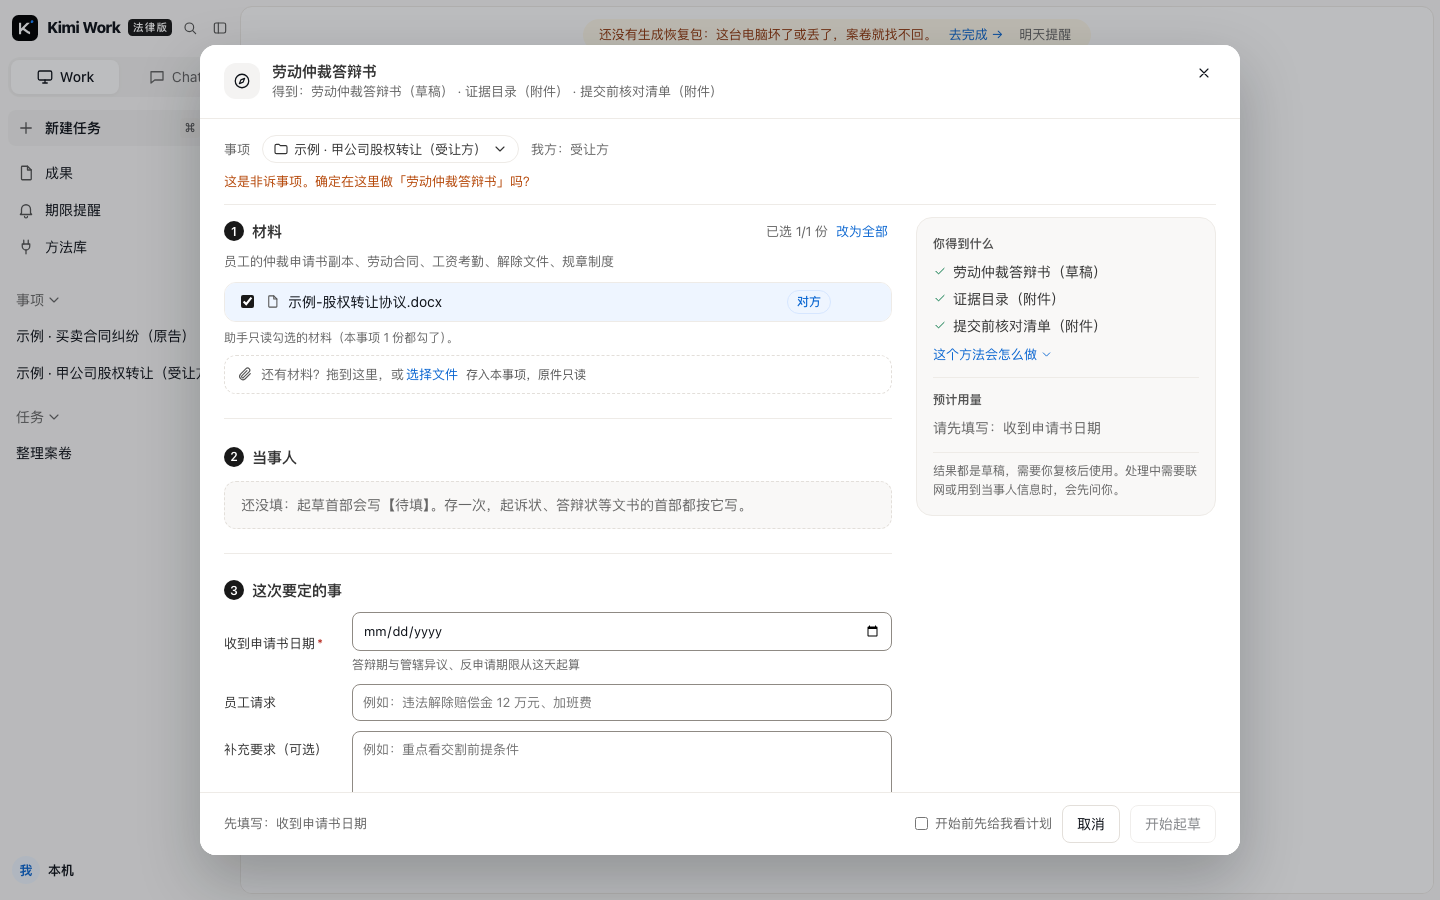 Kimi Work 法律版
还没有生成恢复包：这台电脑坏了或丢了，案卷就找不回。 去完成 → 明天提醒
Work
Chat
新建任务 ⌘
成果
期限提醒
方法库
事项
示例 · 买卖合同纠纷（原告）
示例 · 甲公司股权转让（受让
任务
整理案卷
我 本机
劳动仲裁答辩书
得到：劳动仲裁答辩书（草稿） · 证据目录（附件） · 提交前核对清单（附件）
事项 示例 · 甲公司股权转让（受让方） 我方：受让方
这是非诉事项。确定在这里做「劳动仲裁答辩书」吗?
1 材料 已选 1/1 份 改为全部
员工的仲裁申请书副本、劳动合同、工资考勤、解除文件、规章制度
示例-股权转让协议.docx 对方
助手只读勾选的材料（本事项 1 份都勾了）。
还有材料？拖到这里，或 选择文件 存入本事项，原件只读
2 当事人
还没填：起草首部会写【待填】。存一次，起诉状、答辩状等文书的首部都按它写。
3 这次要定的事
收到申请书日期 * mm/dd/yyyy
答辩期与管辖异议、反申请期限从这天起算
员工请求 例如：违法解除赔偿金 12 万元、加班费
补充要求（可选） 例如：重点看交割前提条件
你得到什么
劳动仲裁答辩书（草稿）
证据目录（附件）
提交前核对清单（附件）
这个方法会怎么做
预计用量
请先填写：收到申请书日期
结果都是草稿，需要你复核后使用。处理中需要联
网或用到当事人信息时，会先问你。
先填写：收到申请书日期 开始前先给我看计划 取消 开始起草